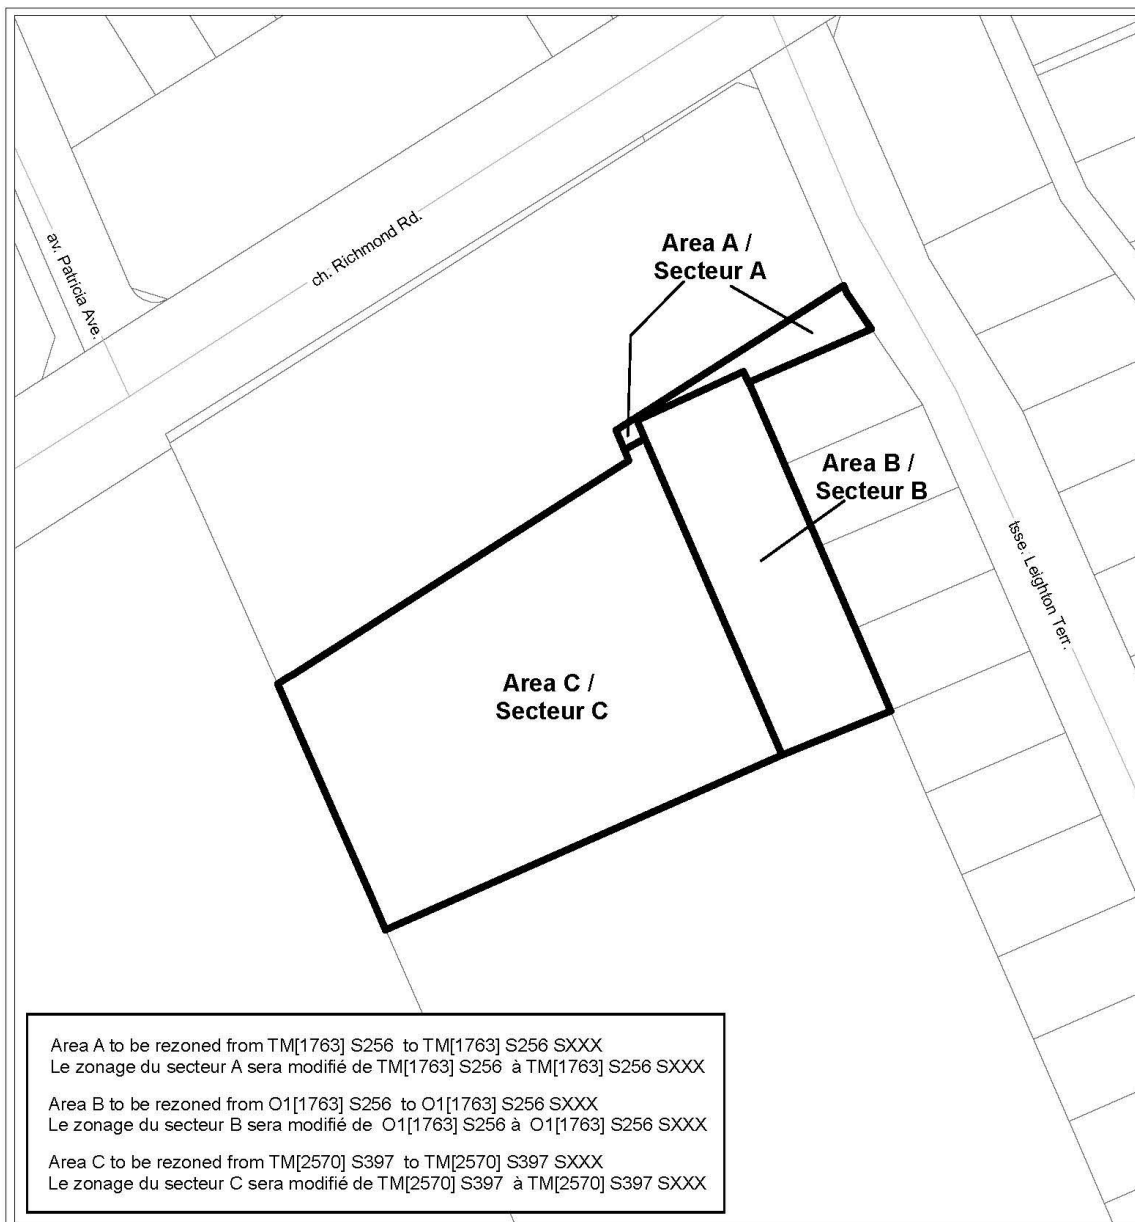 av. Patricia Ave.
ch. Richmond Rd.
Area A /
Secteur A
Area B /
Secteur B
tsse. Leighton Terr.
Area C /
Secteur C
Area A to be rezoned from TM[1763] S256 to TM[1763] S256 SXXX
Le zonage du secteur A sera modifié de TM[1763] S256 à TM[1763] S256 SXXX
Area B to be rezoned from O1[1763] S256 to O1[1763] S256 SXXX
Le zonage du secteur B sera modifié de O1[1763] S256 à O1[1763] S256 SXXX
Area C to be rezoned from TM[2570] S397 to TM[2570] S397 SXXX
Le zonage du secteur C sera modifié de TM[2570] S397 à TM[2570] S397 SXXX